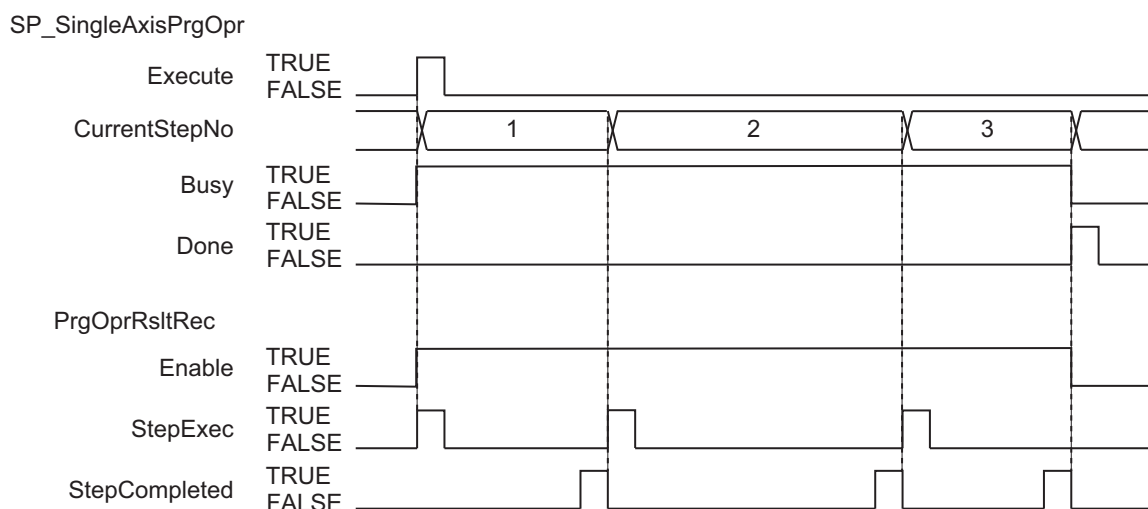 SP_SingleAxisPrgOpr
Execute TRUE
FALSE
CurrentStepNo 1 2 3
Busy TRUE
FALSE
Done TRUE
FALSE
PrgOprRsltRec
Enable TRUE
FALSE
StepExec TRUE
FALSE
StepCompleted TRUE
FALSE